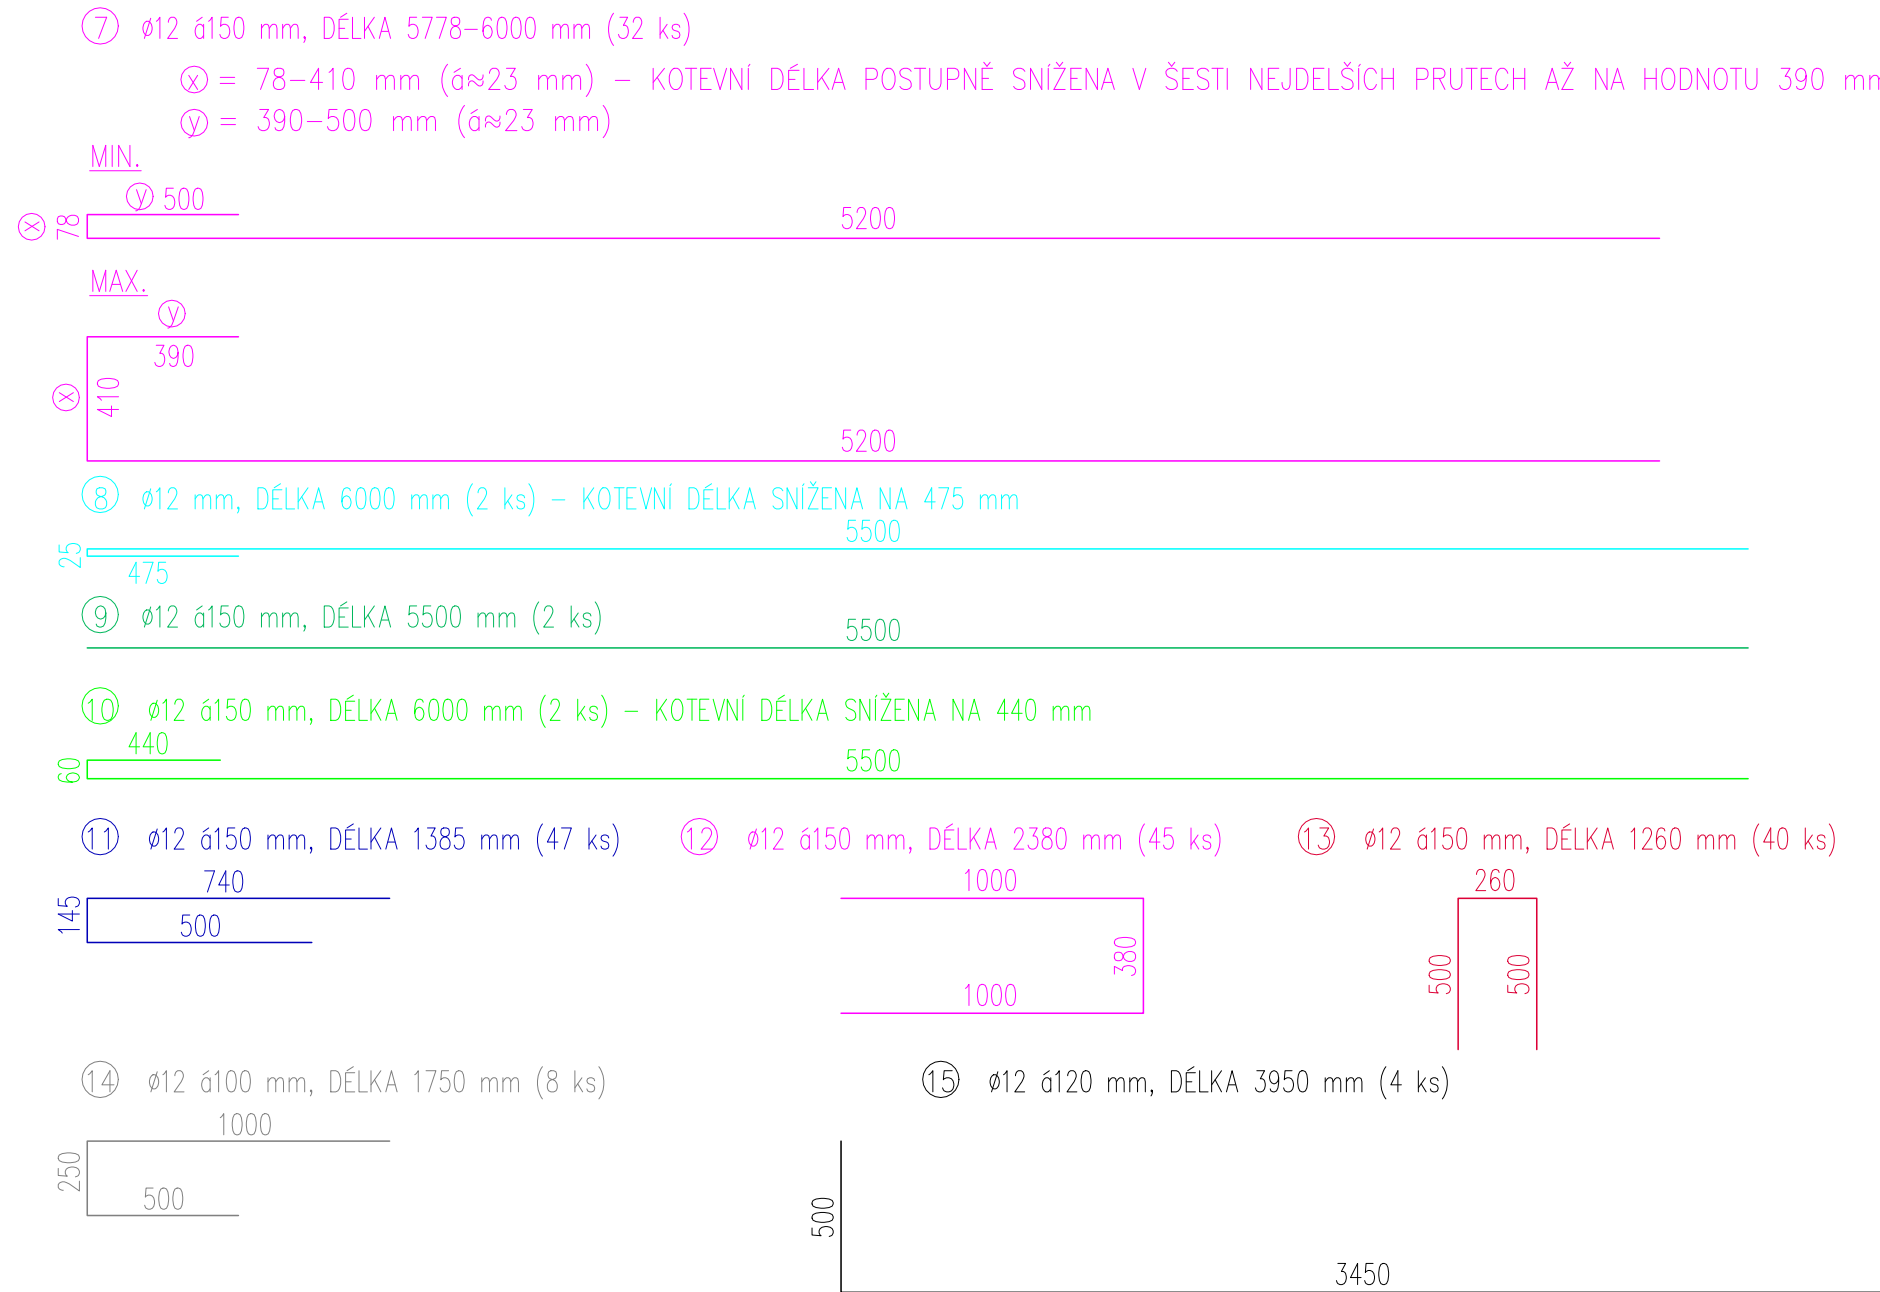 7 ø12 á150 mm, DÉLKA 5778–6000 mm (32 ks)
x = 78–410 mm (á≈23 mm) – KOTEVNÍ DÉLKA POSTUPNĚ SNÍŽENA V ŠESTI NEJDELŠÍCH PRUTECH AŽ NA HODNOTU 390 mm
y = 390–500 mm (á≈23 mm)
MIN.
y 500
x 78
5200
MAX.
y
390
x 410
5200
8 ø12 mm, DÉLKA 6000 mm (2 ks) – KOTEVNÍ DÉLKA SNÍŽENA NA 475 mm
5500
25
475
9 ø12 á150 mm, DÉLKA 5500 mm (2 ks)
5500
10 ø12 á150 mm, DÉLKA 6000 mm (2 ks) – KOTEVNÍ DÉLKA SNÍŽENA NA 440 mm
440
60
5500
11 ø12 á150 mm, DÉLKA 1385 mm (47 ks)
740
145
500
12 ø12 á150 mm, DÉLKA 2380 mm (45 ks)
1000
380
1000
13 ø12 á150 mm, DÉLKA 1260 mm (40 ks)
260
500
500
14 ø12 á100 mm, DÉLKA 1750 mm (8 ks)
1000
250
500
15 ø12 á120 mm, DÉLKA 3950 mm (4 ks)
500
3450